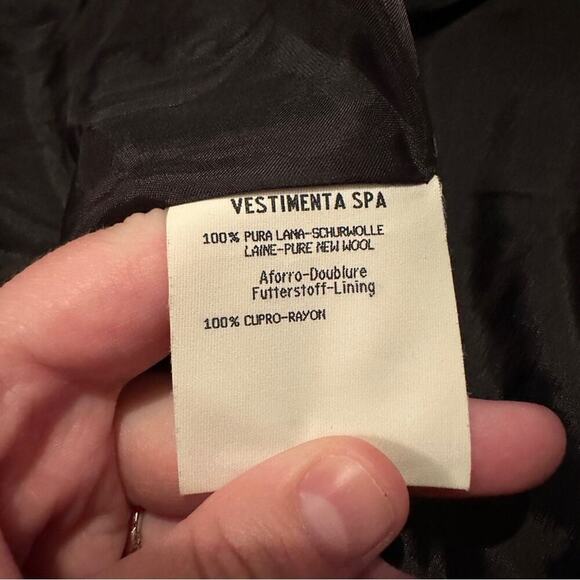 VESTIMENTA SPA
100% PURA LANA-SCHURWOLLE
LAINE-PURE NEW WOOL
Aforro-Doublure
Futterstoff-Lining
100% CUPRO-RAYON